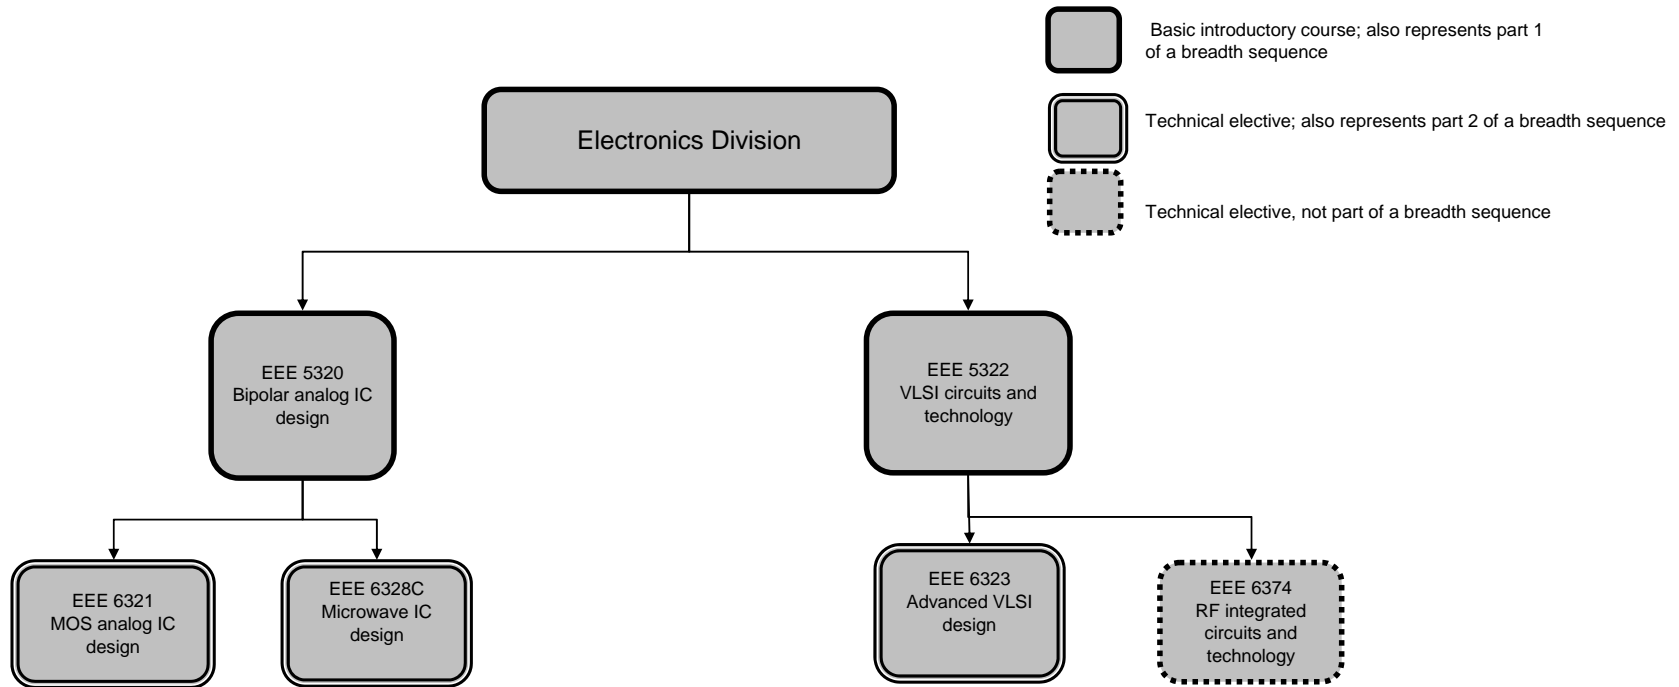 Basic introductory course; also represents part 1
of a breadth sequence
Electronics Division
Technical elective; also represents part 2 of a breadth sequence
Technical elective, not part of a breadth sequence
EEE 5320
Bipolar analog IC
design
EEE 5322
VLSI circuits and
technology
EEE 6321
MOS analog IC
design
EEE 6328C
Microwave IC
design
EEE 6323
Advanced VLSI
design
EEE 6374
RF integrated
circuits and
technology